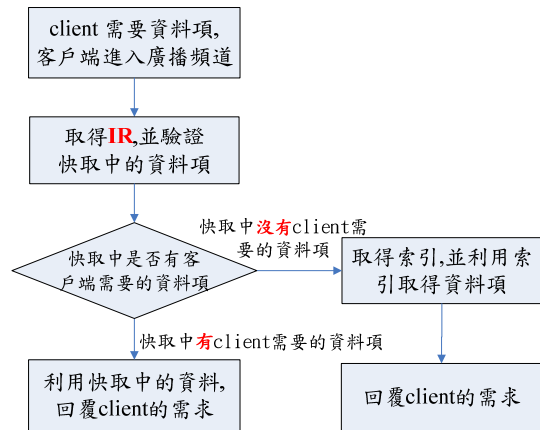 client 需要資料項,
客戶端進入廣播頻道
取得IR,並驗證
快取中的資料項
快取中是否有客
戶端需要的資料項
快取中沒有client需
要的資料項
取得索引,並利用索
引取得資料項
快取中有client需要的資料項
利用快取中的資料,
回覆client的需求
回覆client的需求